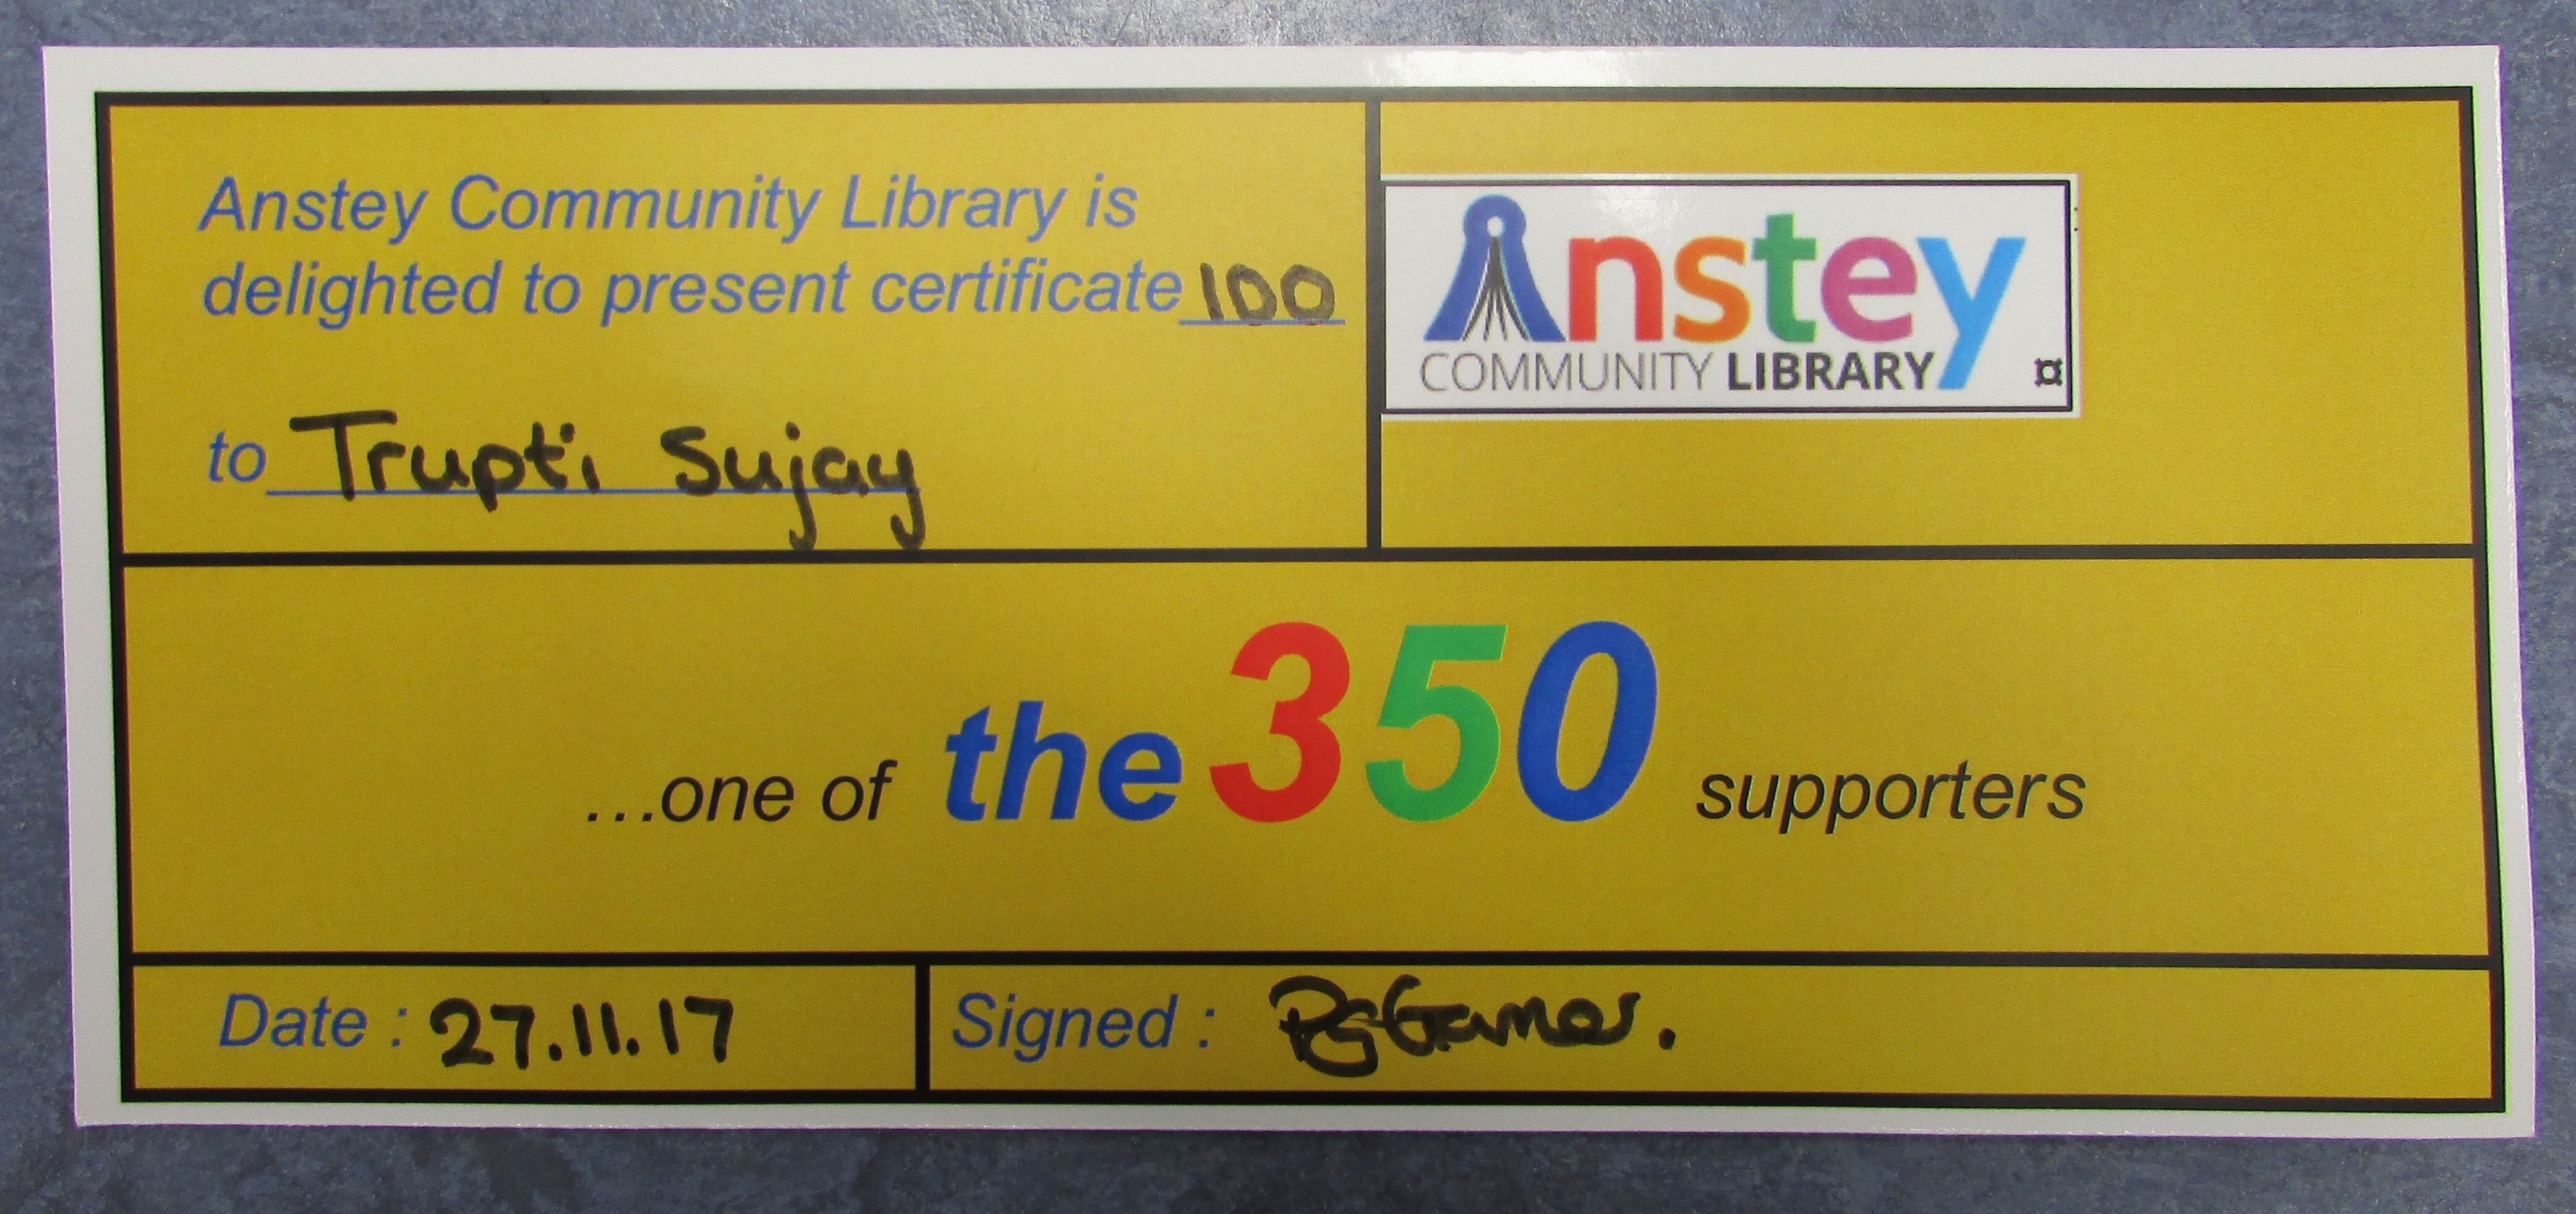 Anstey Community Library is
delighted to present certificate 100
to Trupti Sujay
Anstey
COMMUNITY LIBRARY ¤
...one of the 350 supporters
Date : 27.11.17
Signed :